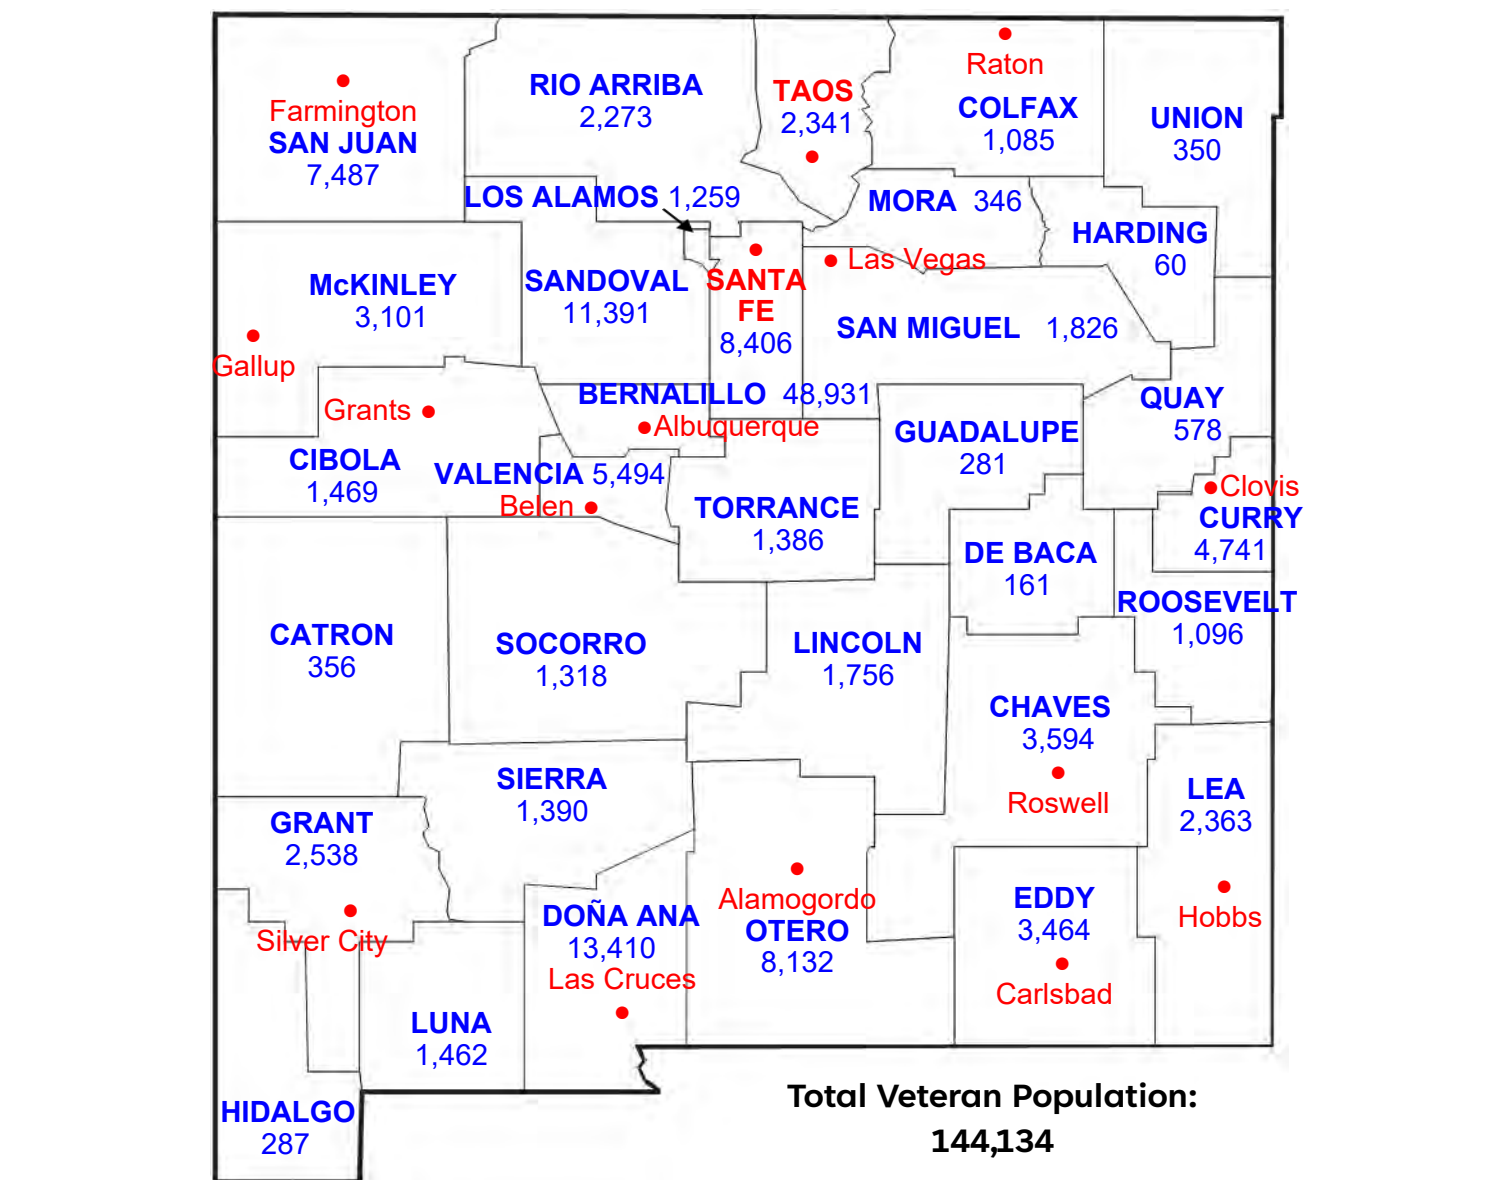 Raton
Farmington
SAN JUAN
7,487
RIO ARRIBA
2,273
TAOS
2,341
COLFAX
1,085
UNION
350
LOS ALAMOS 1,259
MORA 346
HARDING
60
Las Vegas
McKINLEY
3,101
Gallup
SANDOVAL
11,391
SANTA
FE
8,406
SAN MIGUEL 1,826
BERNALILLO 48,931
Albuquerque
QUAY
578
Grants
CIBOLA
1,469
VALENCIA 5,494
Belen
GUADALUPE
281
TORRANCE
1,386
Clovis
CURRY
4,741
DE BACA
161
ROOSEVELT
1,096
CATRON
356
SOCORRO
1,318
LINCOLN
1,756
CHAVES
3,594
Roswell
SIERRA
1,390
LEA
2,363
Hobbs
GRANT
2,538
Silver City
DOÑA ANA
13,410
Las Cruces
Alamogordo
OTERO
8,132
EDDY
3,464
Carlsbad
LUNA
1,462
HIDALGO
287
Total Veteran Population:
144,134